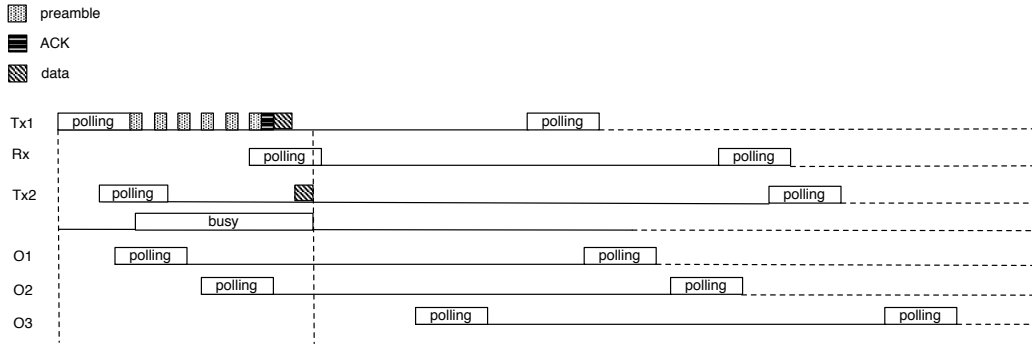 preamble
ACK
data
Tx1 polling polling
Rx polling polling
Tx2 polling polling
busy
O1 polling polling
O2 polling polling
O3 polling polling